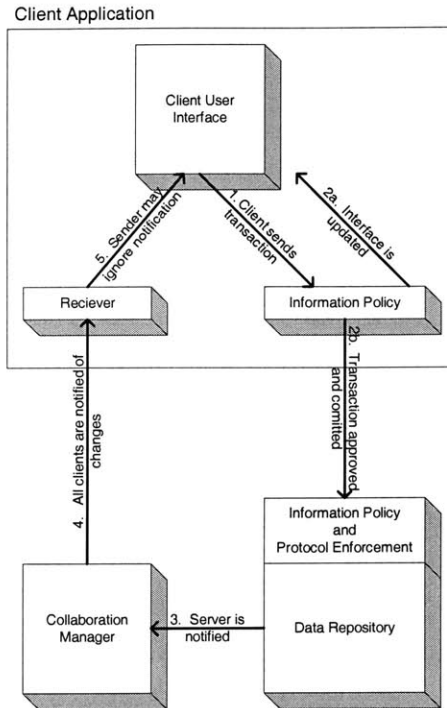 Client Application
Client User
Interface
5. Sender may
ignore notification
1. Client sends
transaction
2a. Interface is
updated
Reciever
Information Policy
4. All clients are notified of
changes
2b. Transaction approved
and comitted
Information Policy
and
Protocol Enforcement
Collaboration
Manager
3. Server is
notified
Data Repository